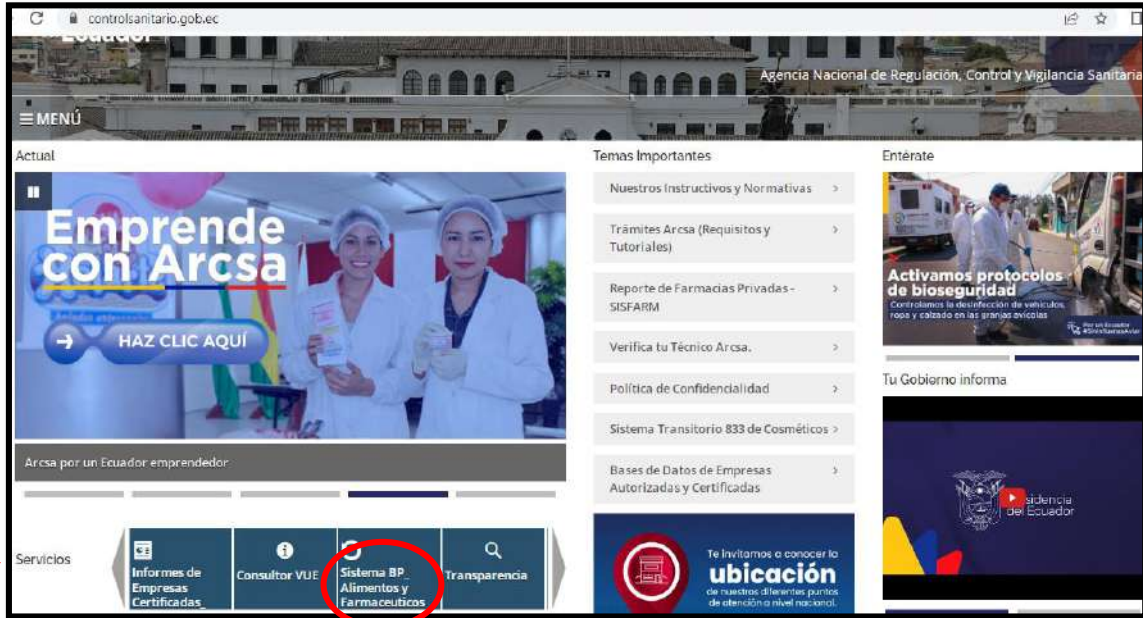 controlsanitario.gob.ec
Ecuador
Agencia Nacional de Regulación, Control y Vigilancia Sanitaria
MENÚ
Actual
Emprende
con Arcsa
HAZ CLIC AQUÍ
Arcsa por un Ecuador emprendedor
Servicios
Informes de
Empresas
Certificadas_
Consultor VUE
Sistema BP_
Alimentos y
Farmaceuticos
Transparencia
Temas Importantes
Nuestros Instructivos y Normativas
Trámites Arcsa (Requisitos y
Tutoriales)
Reporte de Farmacias Privadas -
SISFARM
Verifica tu Técnico Arcsa.
Política de Confidencialidad
Sistema Transitorio 833 de Cosméticos
Bases de Datos de Empresas
Autorizadas y Certificadas
Te invitamos a conocer la
ubicación
de nuestros diferentes puntos
de atención a nivel nacional.
Entérate
Activamos protocolos
de bioseguridad
Controlamos la desinfección de vehículos,
ropa y calzado en las granjas avícolas
Tu Gobierno informa
sidencia
del Ecuador